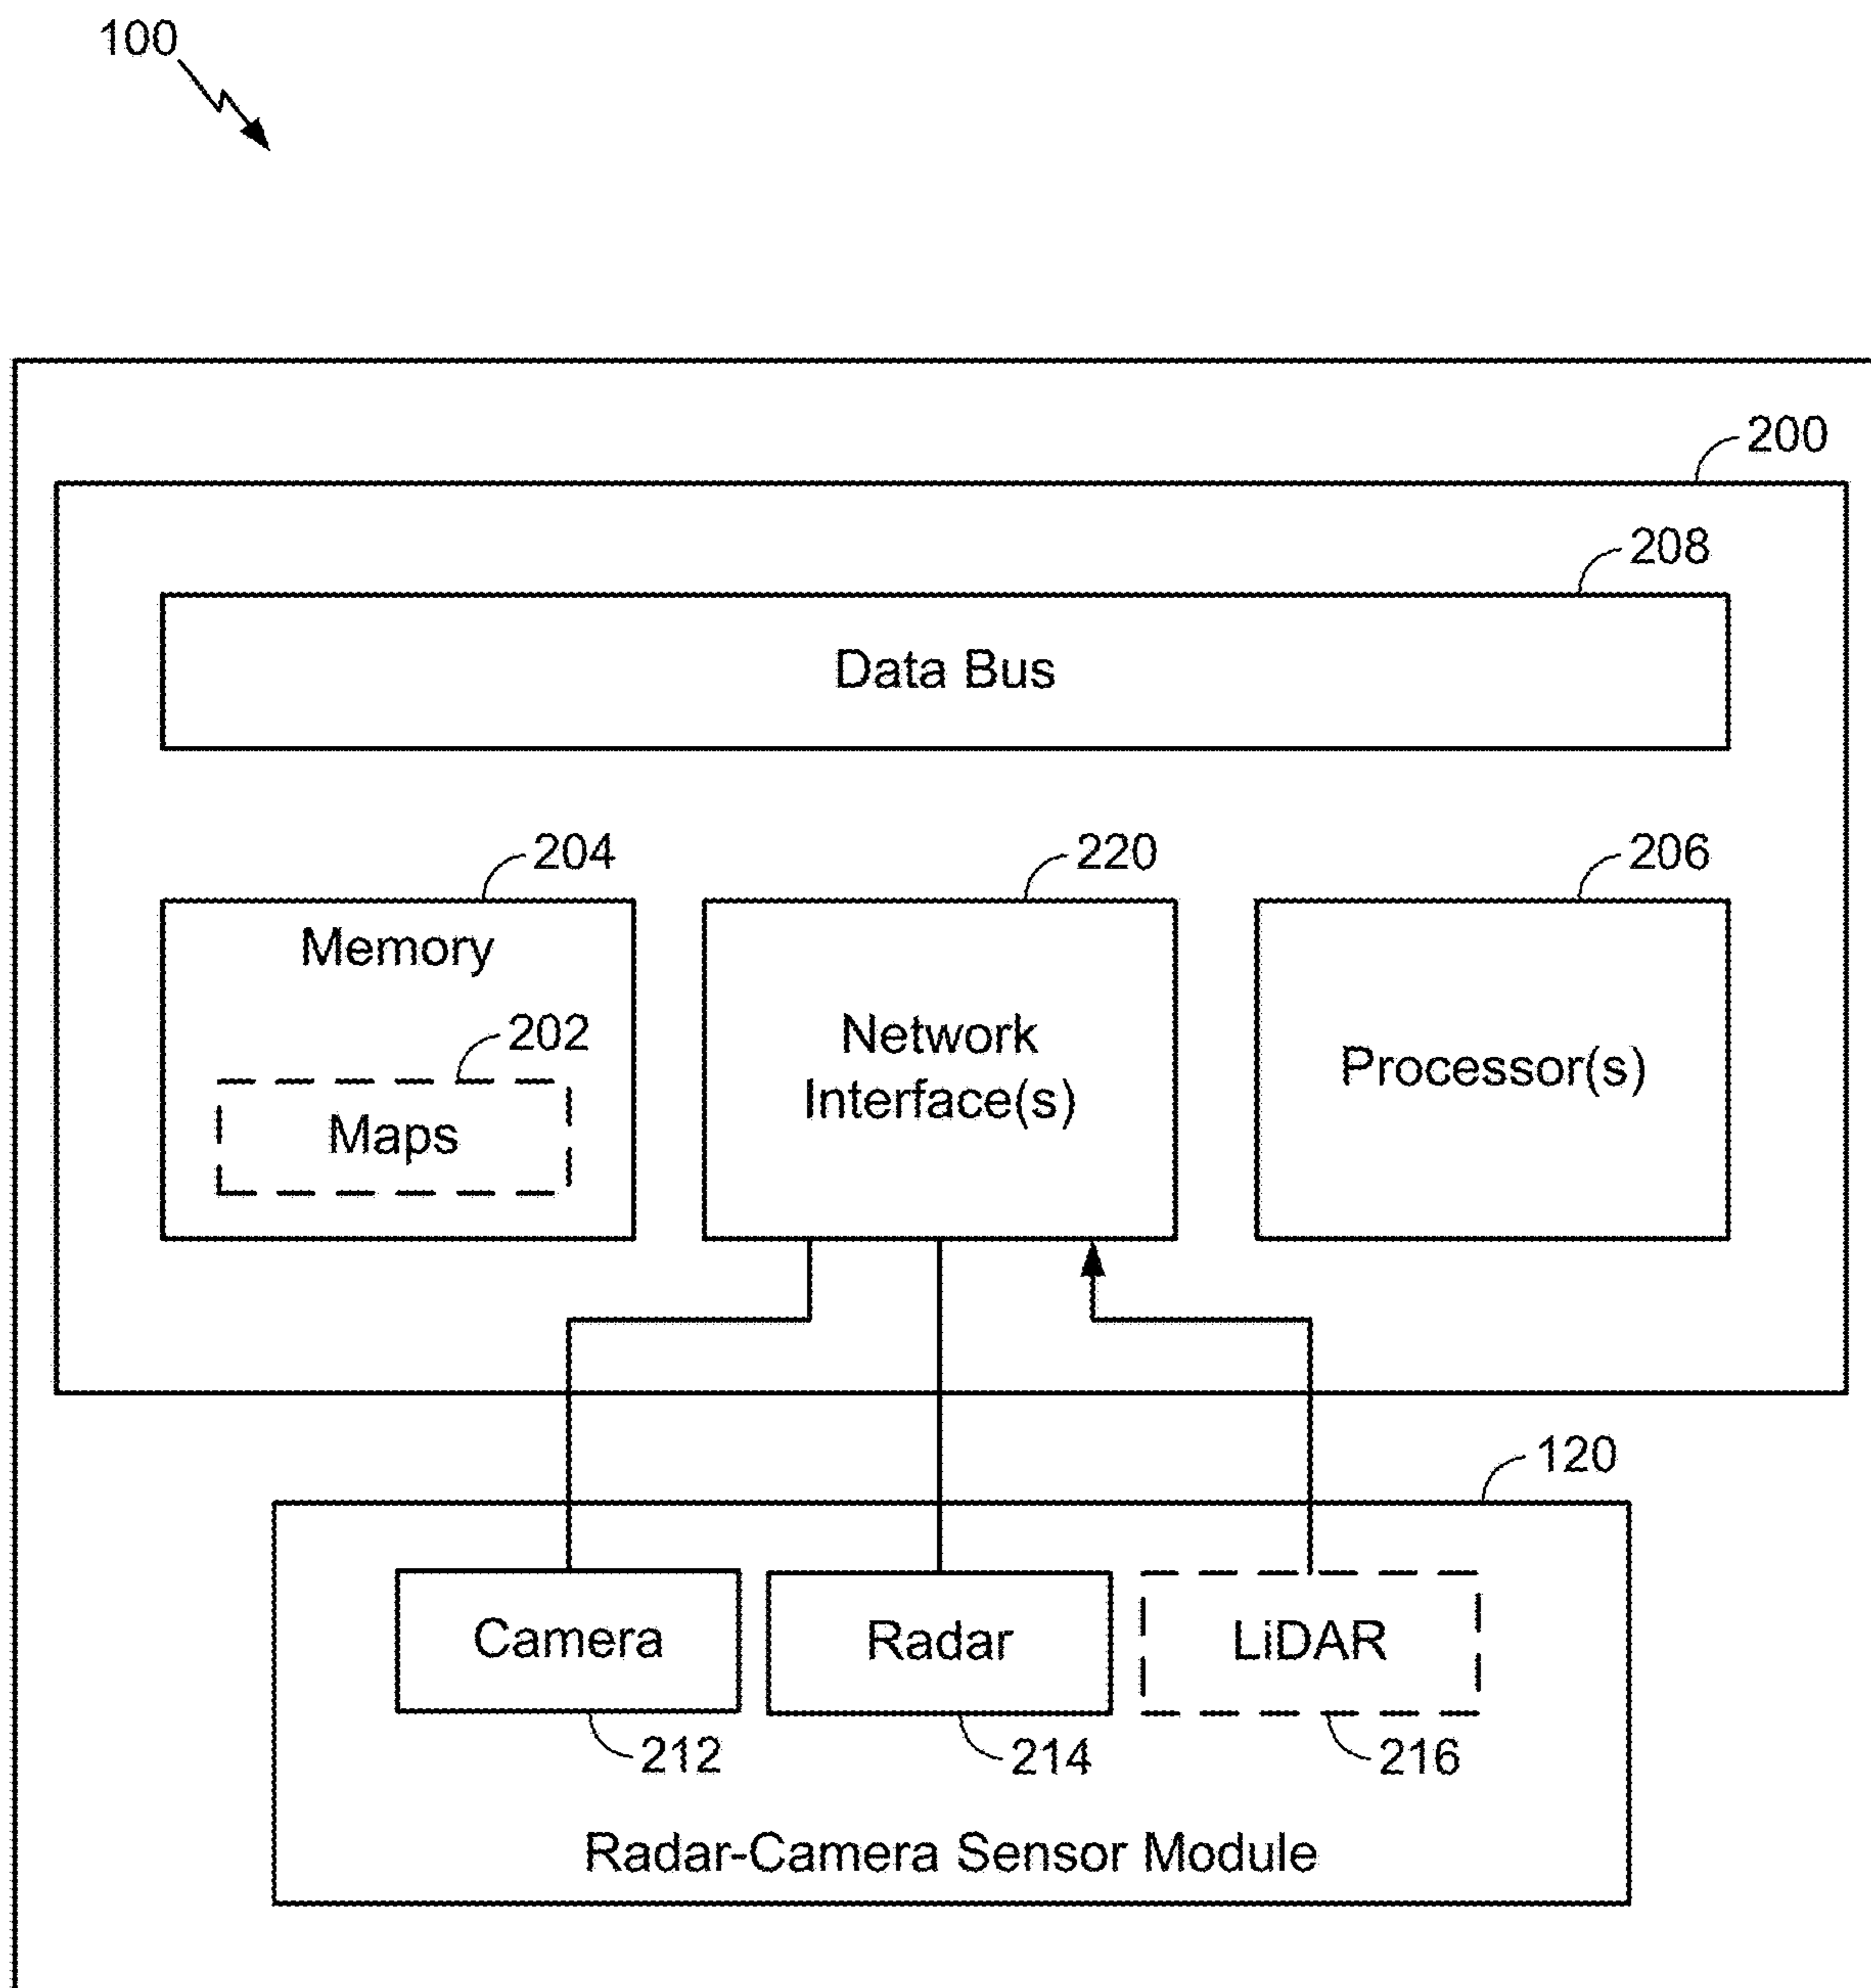 100
200
208
Data Bus
204
220
206
Memory
202
Maps
Network
Interface(s)
Processor(s)
120
Camera
Radar
LiDAR
212
214
216
Radar-Camera Sensor Module